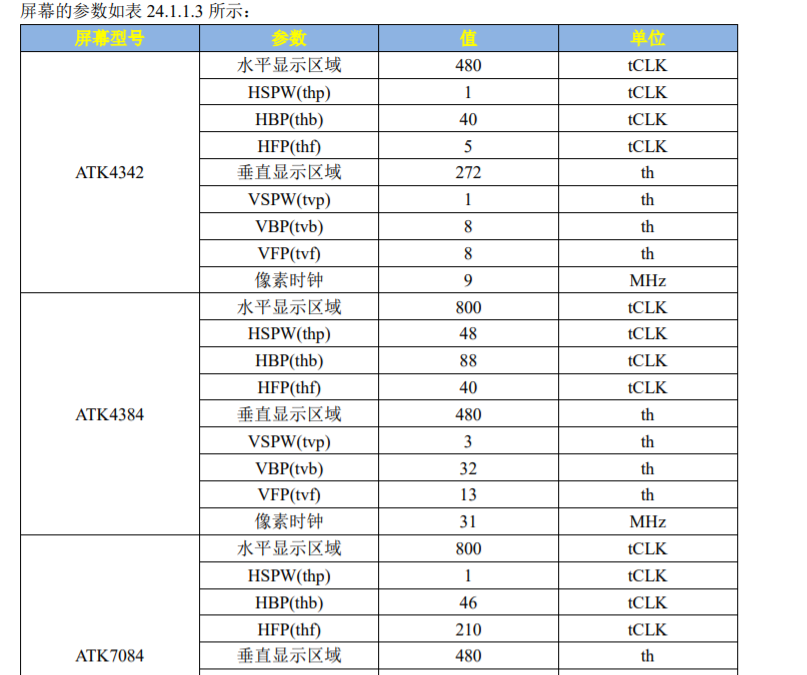 屏幕的参数如表 24.1.1.3 所示：
屏幕型号 参数 值 单位
水平显示区域 480 tCLK
HSPW(thp) 1 tCLK
HBP(thb) 40 tCLK
HFP(thf) 5 tCLK
ATK4342 垂直显示区域 272 th
VSPW(tvp) 1 th
VBP(tvb) 8 th
VFP(tvf) 8 th
像素时钟 9 MHz
水平显示区域 800 tCLK
HSPW(thp) 48 tCLK
HBP(thb) 88 tCLK
HFP(thf) 40 tCLK
ATK4384 垂直显示区域 480 th
VSPW(tvp) 3 th
VBP(tvb) 32 th
VFP(tvf) 13 th
像素时钟 31 MHz
水平显示区域 800 tCLK
HSPW(thp) 1 tCLK
HBP(thb) 46 tCLK
HFP(thf) 210 tCLK
ATK7084 垂直显示区域 480 th